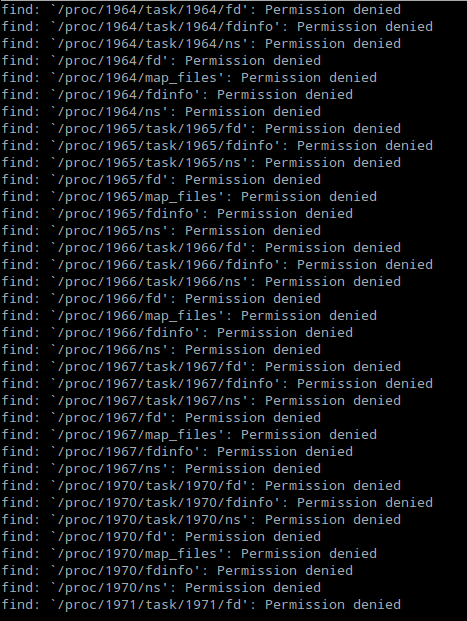 find: `/proc/1964/task/1964/fd': Permission denied
find: `/proc/1964/task/1964/fdinfo': Permission denied
find: `/proc/1964/task/1964/ns': Permission denied
find: `/proc/1964/fd': Permission denied
find: `/proc/1964/map_files': Permission denied
find: `/proc/1964/fdinfo': Permission denied
find: `/proc/1964/ns': Permission denied
find: `/proc/1965/task/1965/fd': Permission denied
find: `/proc/1965/task/1965/fdinfo': Permission denied
find: `/proc/1965/task/1965/ns': Permission denied
find: `/proc/1965/fd': Permission denied
find: `/proc/1965/map_files': Permission denied
find: `/proc/1965/fdinfo': Permission denied
find: `/proc/1965/ns': Permission denied
find: `/proc/1966/task/1966/fd': Permission denied
find: `/proc/1966/task/1966/fdinfo': Permission denied
find: `/proc/1966/task/1966/ns': Permission denied
find: `/proc/1966/fd': Permission denied
find: `/proc/1966/map_files': Permission denied
find: `/proc/1966/fdinfo': Permission denied
find: `/proc/1966/ns': Permission denied
find: `/proc/1967/task/1967/fd': Permission denied
find: `/proc/1967/task/1967/fdinfo': Permission denied
find: `/proc/1967/task/1967/ns': Permission denied
find: `/proc/1967/fd': Permission denied
find: `/proc/1967/map_files': Permission denied
find: `/proc/1967/fdinfo': Permission denied
find: `/proc/1967/ns': Permission denied
find: `/proc/1970/task/1970/fd': Permission denied
find: `/proc/1970/task/1970/fdinfo': Permission denied
find: `/proc/1970/task/1970/ns': Permission denied
find: `/proc/1970/fd': Permission denied
find: `/proc/1970/map_files': Permission denied
find: `/proc/1970/fdinfo': Permission denied
find: `/proc/1970/ns': Permission denied
find: `/proc/1971/task/1971/fd': Permission denied